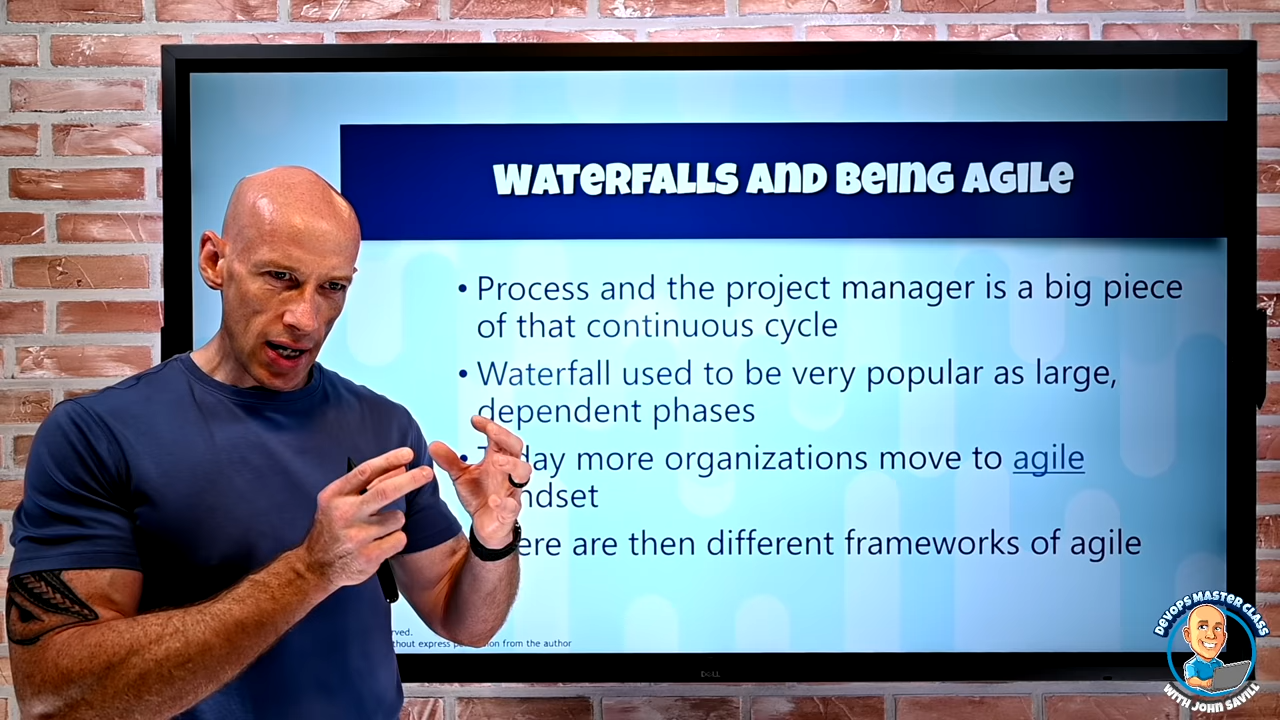 WATERFALLS AND BEING AGILE
• Process and the project manager is a big piece
of that continuous cycle
• Waterfall used to be very popular as large,
dependent phases
• day more organizations move to agile
ndset
ere are then different frameworks of agile
rved.
thout express from the author
DELL
DEVOPS MASTER CLASS
WITH JOHN SAVILL